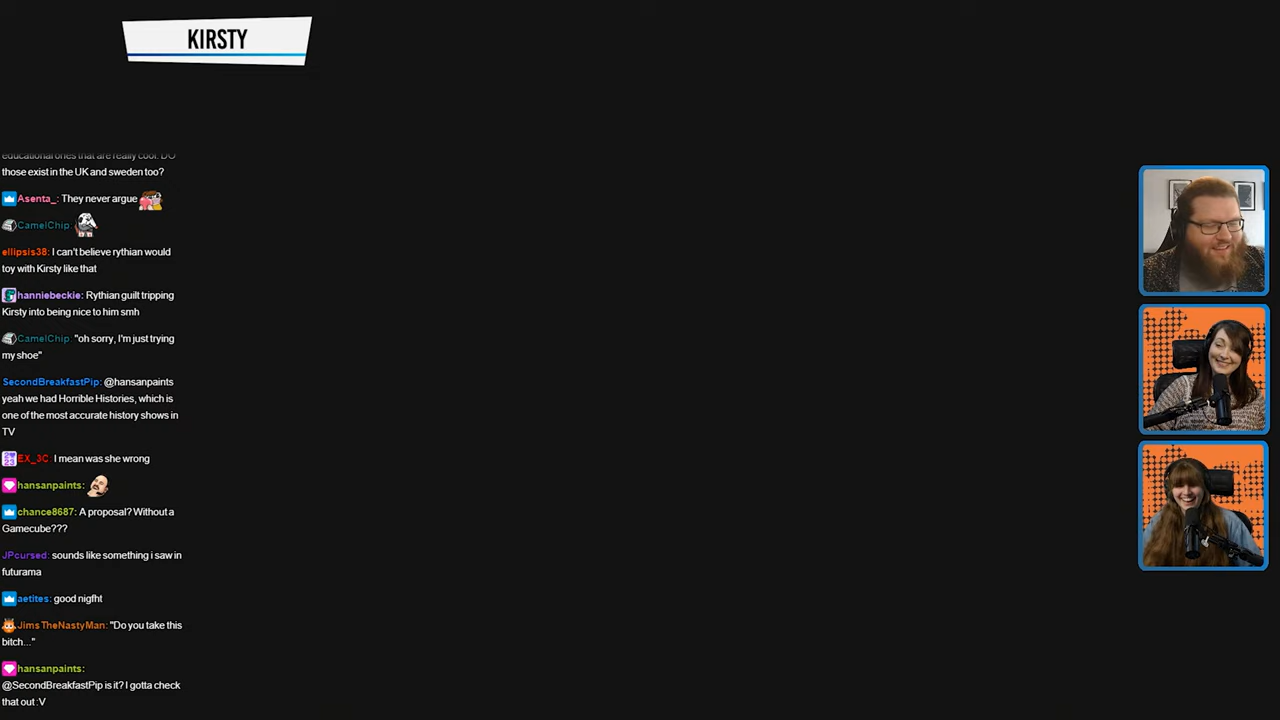 KIRSTY
educational ones that are really cool. DO
those exist in the UK and sweden too?
Asenta_: They never argue
CamelChip:
ellipsis38: I can't believe rythian would
toy with Kirsty like that
hanniebeckie: Rythian guilt tripping
Kirsty into being nice to him smh
CamelChip: "oh sorry, I'm just trying
my shoe"
SecondBreakfastPip: @hansanpaints
yeah we had Horrible Histories, which is
one of the most accurate history shows in
TV
EX_3C: I mean was she wrong
hansanpaints:
chance8687: A proposal? Without a
Gamecube???
JPcursed: sounds like something i saw in
futurama
aetites: good nigfht
JimsTheNastyMan: "Do you take this
bitch..."
hansanpaints:
@SecondBreakfastPip is it? I gotta check
that out :V